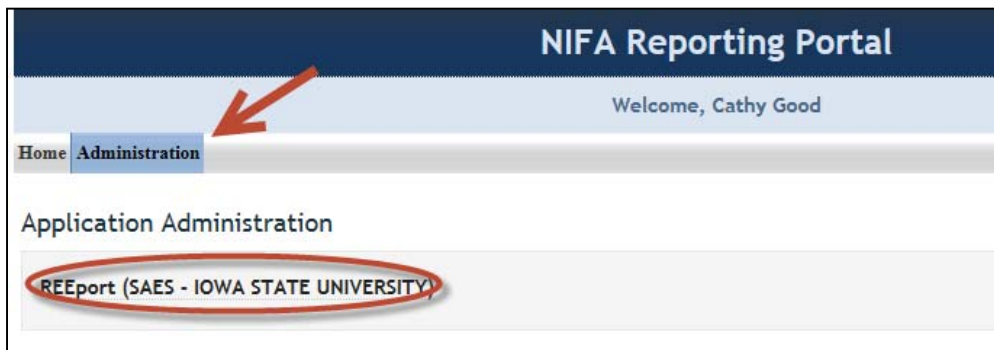 NIFA Reporting Portal
Welcome, Cathy Good
Home Administration
Application Administration
REEport (SAES - IOWA STATE UNIVERSITY)